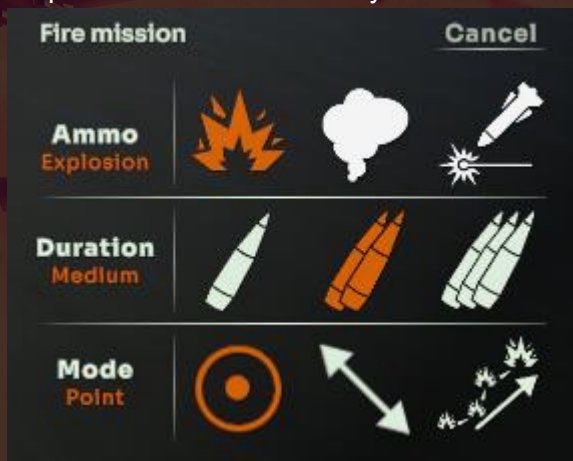 Fire mission
Cancel
Ammo
Explosion
Duration
Medium
Mode
Point